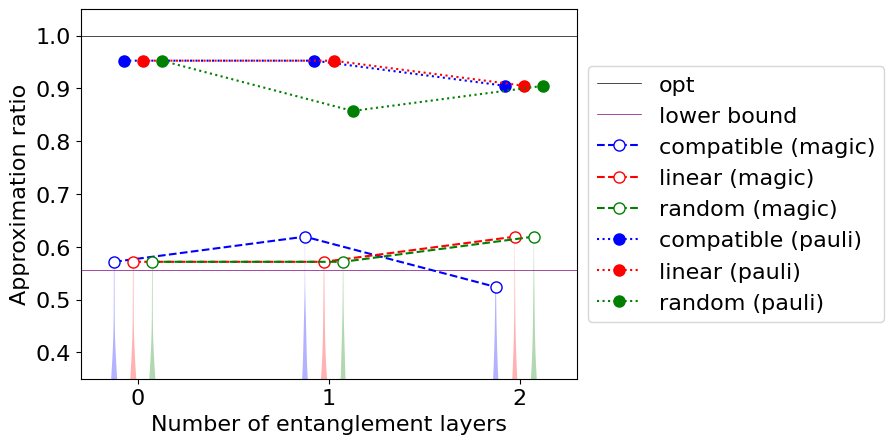 1.0
0.9
0.8
0.7
0.6
0.5
0.4
Approximation ratio
0 1 2
Number of entanglement layers
opt
lower bound
compatible (magic)
linear (magic)
random (magic)
compatible (pauli)
linear (pauli)
random (pauli)